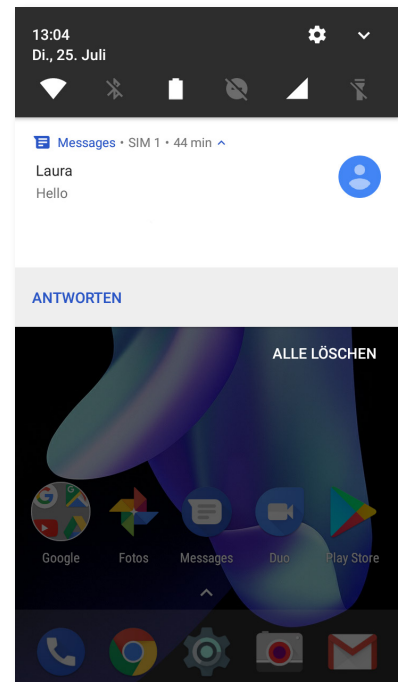 13:04
Di., 25. Juli
Messages • SIM 1 • 44 min
Laura
Hello
ANTWORTEN
ALLE LÖSCHEN
Google Fotos Messages Duo Play Store